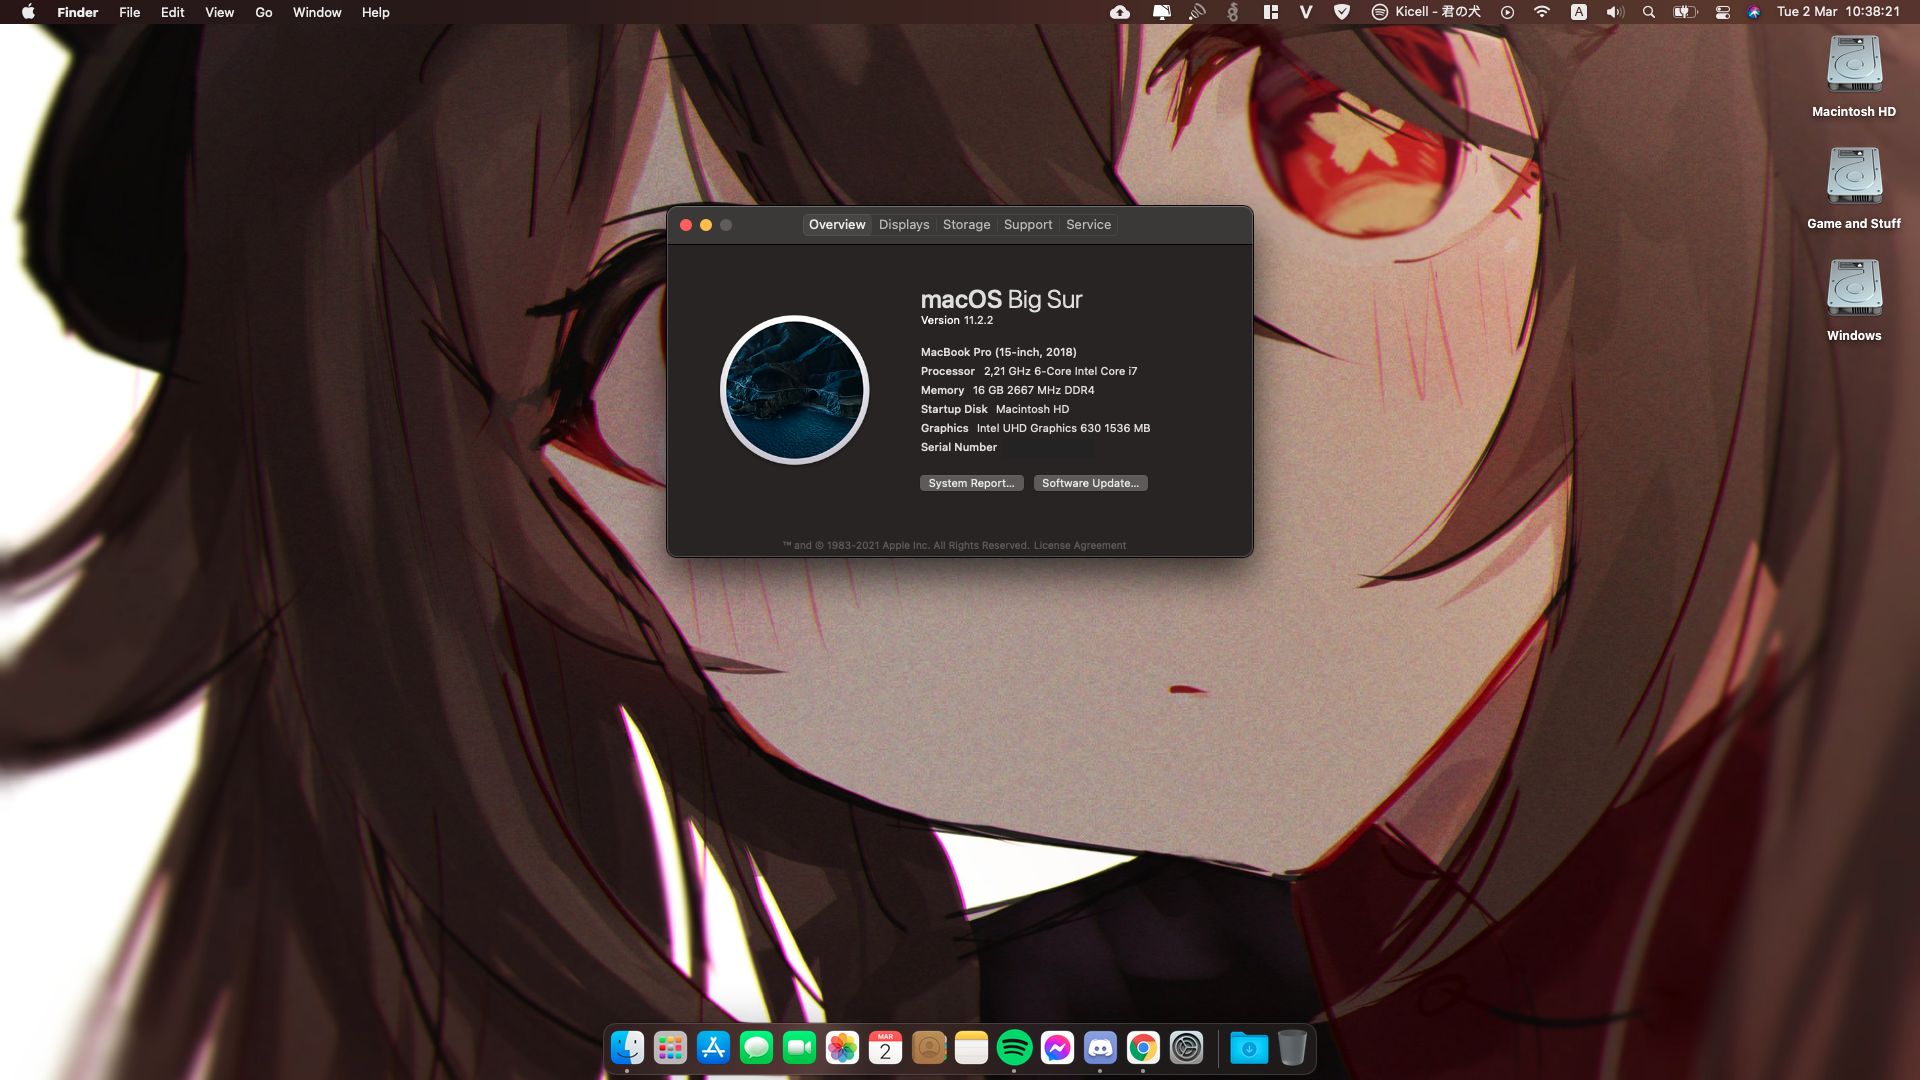 Finder File Edit View Go Window Help V Kicell - 君の犬 A Tue 2 Mar 10:38:21
Macintosh HD
Game and Stuff
Windows
Overview Displays Storage Support Service
macOS Big Sur
Version 11.2.2
MacBook Pro (15-inch, 2018)
Processor 2,21 GHz 6-Core Intel Core i7
Memory 16 GB 2667 MHz DDR4
Startup Disk Macintosh HD
Graphics Intel UHD Graphics 630 1536 MB
Serial Number
System Report... Software Update...
™ and © 1983-2021 Apple Inc. All Rights Reserved. License Agreement
MAR
2